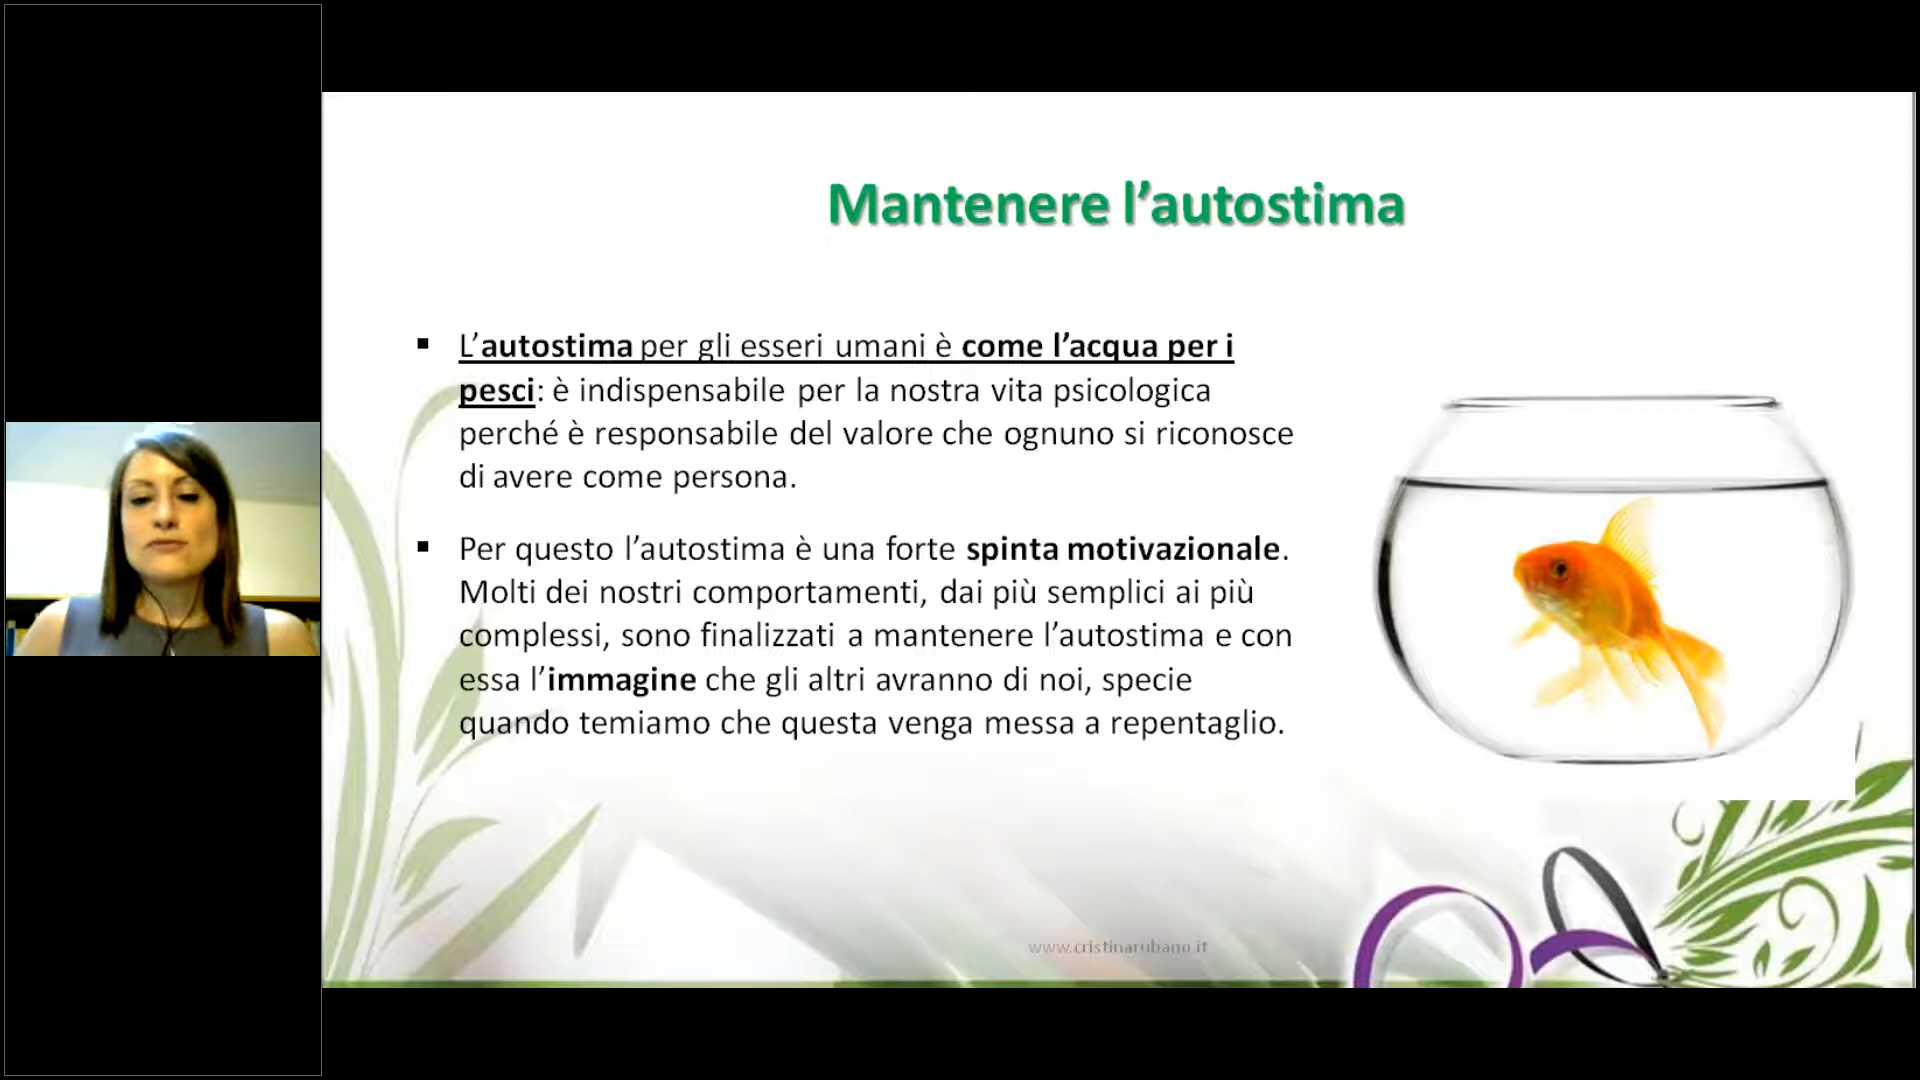 Mantenere l’autostima
▪ L’autostima per gli esseri umani è come l’acqua per i
pesci: è indispensabile per la nostra vita psicologica
perché è responsabile del valore che ognuno si riconosce
di avere come persona.
▪ Per questo l’autostima è una forte spinta motivazionale.
Molti dei nostri comportamenti, dai più semplici ai più
complessi, sono finalizzati a mantenere l’autostima e con
essa l’immagine che gli altri avranno di noi, specie
quando temiamo che questa venga messa a repentaglio.
www.cristinarubano.it